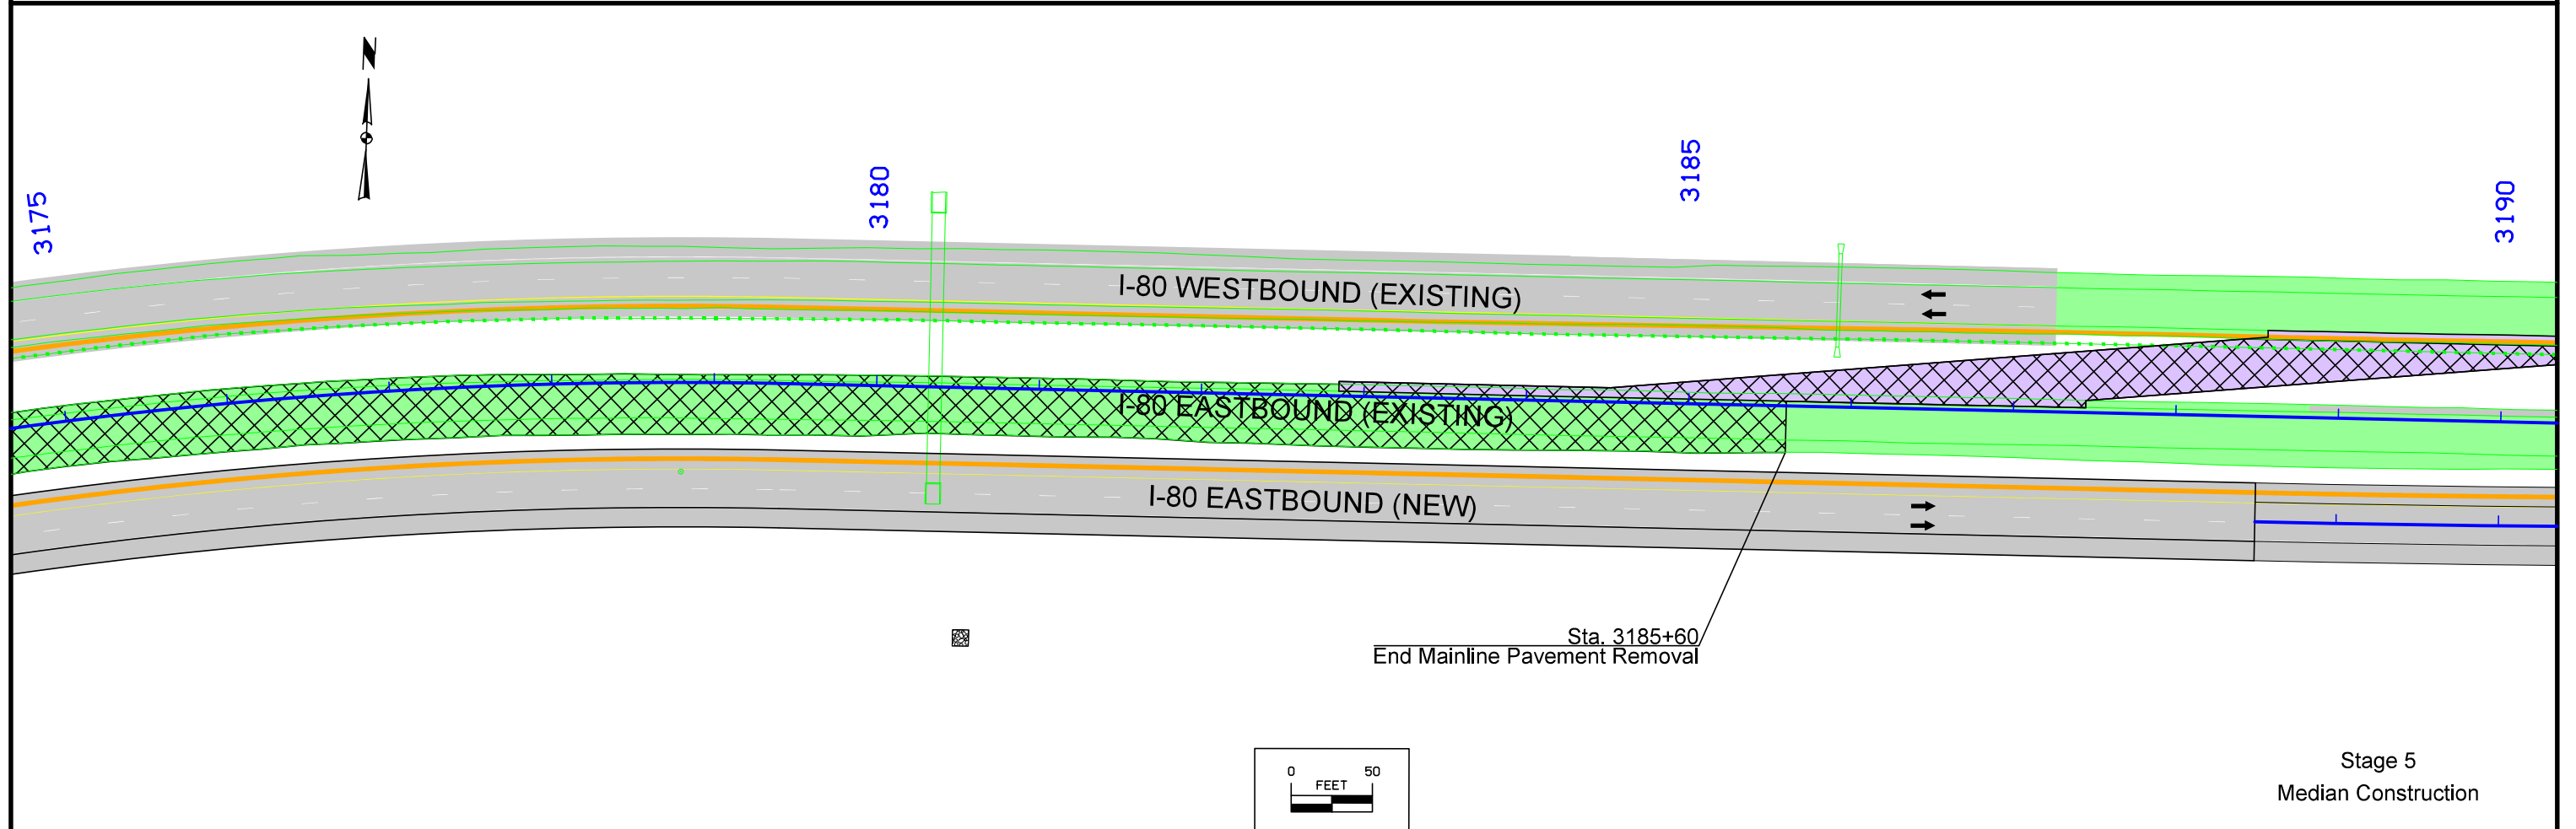 N
3175
3180
3185
3190
I-80 WESTBOUND (EXISTING)
I-80 EASTBOUND (EXISTING)
I-80 EASTBOUND (NEW)
Sta. 3185+60
End Mainline Pavement Removal
0 50
FEET
Stage 5
Median Construction